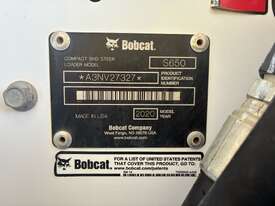 Bobcat.
COMPACT SKID STEER
LOADER MODEL
S650
*A3NV27327*
PRODUCT
IDENTIFICATION
NUMBER
MADE IN USA
2020
MODEL
YEAR
Bobcat Company
West Fargo, ND 58078 USA
Bobcat.
FOR A LIST OF UNITED STATES PATENTS
THAT COVER THIS PRODUCT, GO TO:
www.bobcat.com/patents